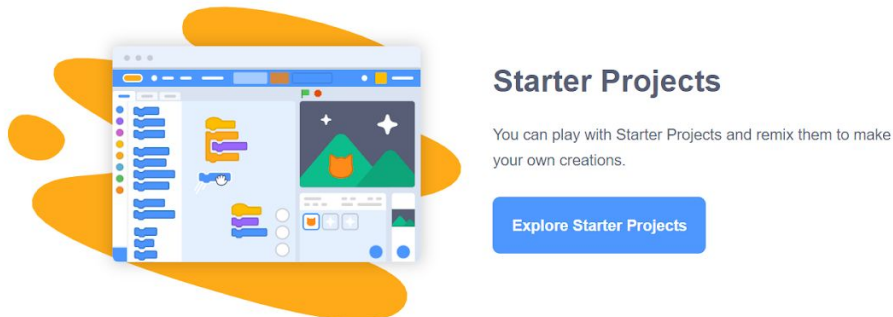 Starter Projects
You can play with Starter Projects and remix them to make
your own creations.
Explore Starter Projects